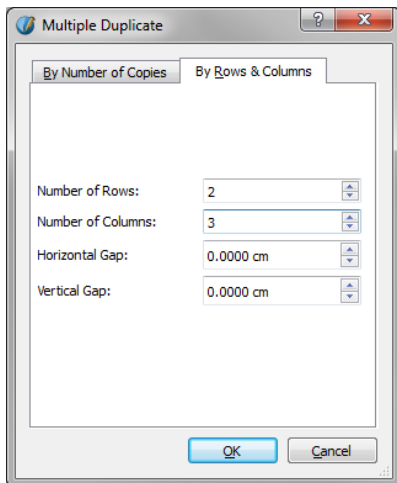 Multiple Duplicate
By Number of Copies
By Rows & Columns
Number of Rows: 2
Number of Columns: 3
Horizontal Gap: 0.0000 cm
Vertical Gap: 0.0000 cm
OK Cancel